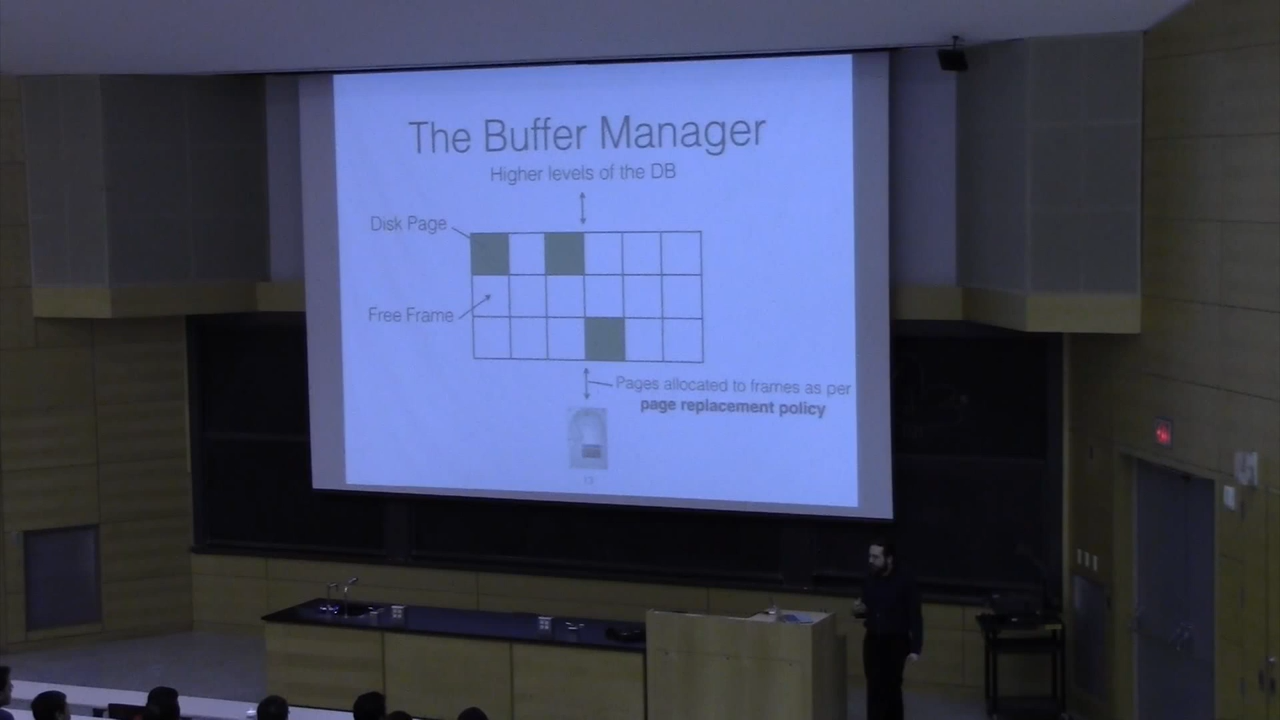 The Buffer Manager
Higher levels of the DB
Disk Page
Free Frame
Pages allocated to frames as per
page replacement policy